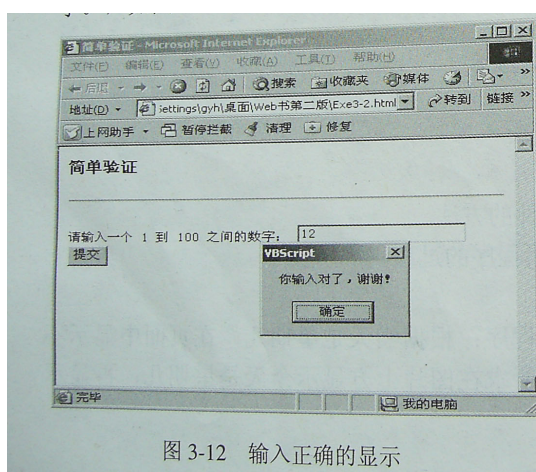 简单验证 - Microsoft Internet Explorer
文件(F) 编辑(E) 查看(V) 收藏(A) 工具(T) 帮助(H)
后退 搜索 收藏夹 媒体 »
地址(D) ettings\gyh\桌面\Web书第二版\Exe3-2.html 转到 链接 »
上网助手 暂停拦截 清理 修复
简单验证
请输入一个 1 到 100 之间的数字： 12
提交
VBScript
你输入对了，谢谢!
确定
完毕 我的电脑
图 3-12 输入正确的显示